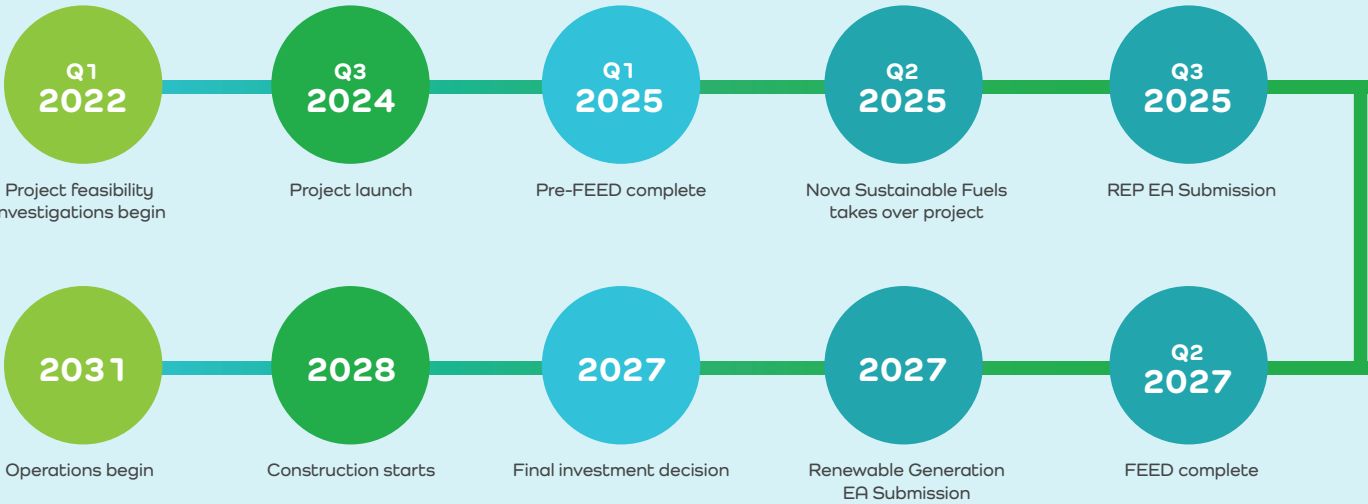 Q1
2022
Project feasibility
nvestigations begin
Q3
2024
Project launch
Q1
2025
Pre-FEED complete
Q2
2025
Nova Sustainable Fuels
takes over project
Q3
2025
REP EA Submission
2031
Operations begin
2028
Construction starts
2027
Final investment decision
2027
Renewable Generation
EA Submission
Q2
2027
FEED complete